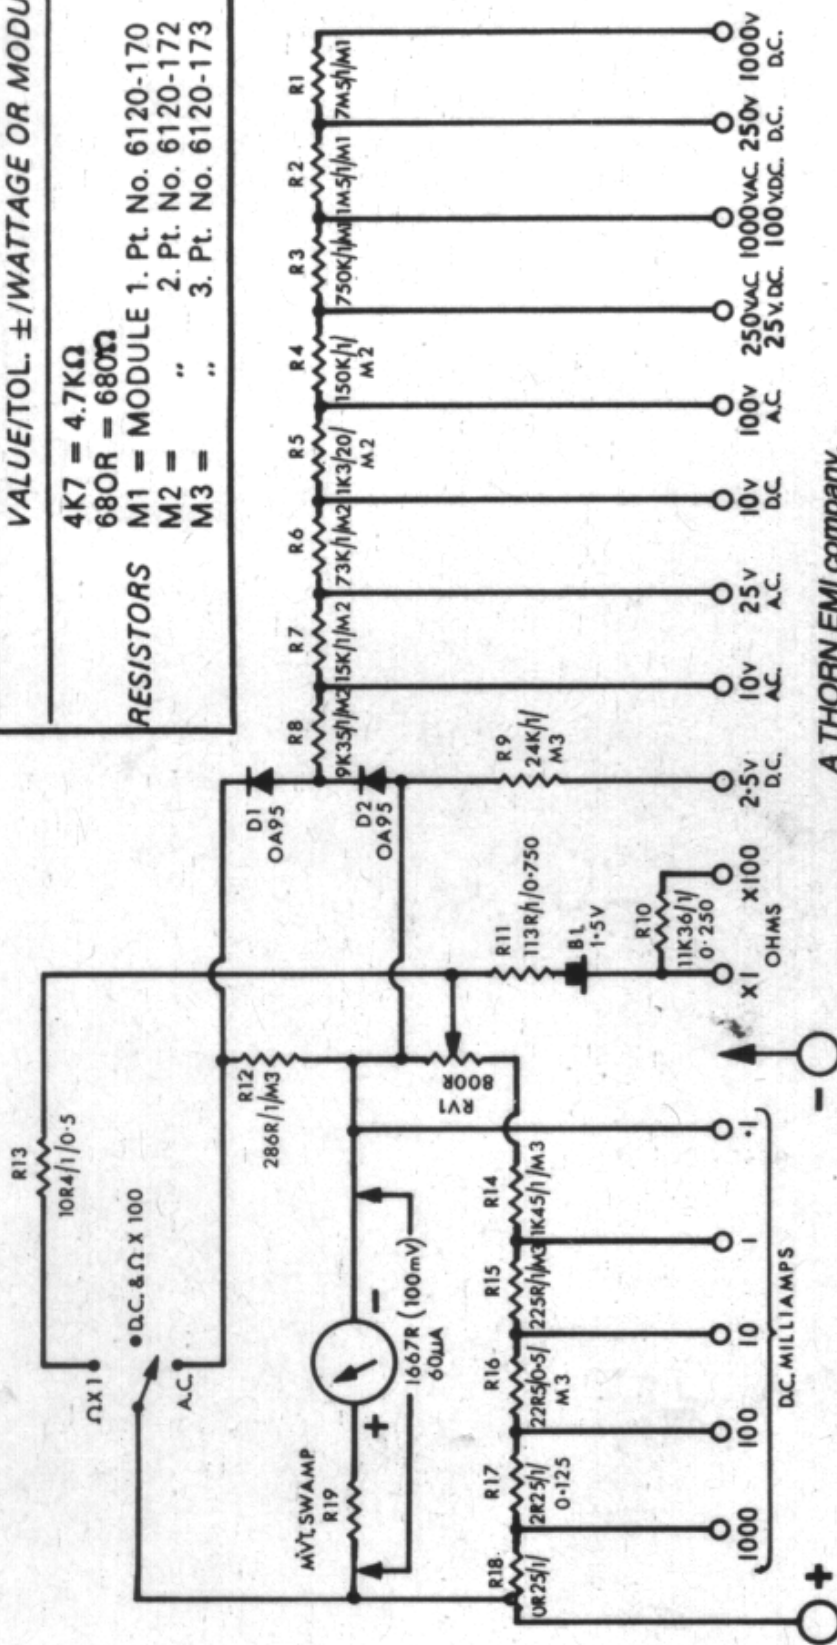 VALUE/TOL. ±/WATTAGE OR MODU
4K7 = 4.7KΩ
680R = 680Ω
RESISTORS M1 = MODULE 1. Pt. No. 6120-170
M2 = „ 2. Pt. No. 6120-172
M3 = „ 3. Pt. No. 6120-173
R13
10R4/1/0·5
ΩX1
D.C. & Ω X 100
A.C.
R12
286R/1/M3
D1
OA95
D2
OA95
R8
9K35/1/M2
R7
15K/1/M2
R6
73K/1/M2
R5
1K3/20/
M2
R4
150K/1/
M2
R3
750K/1/M1
R2
1M5/1/M1
R1
7M5/1/M1
MVT. SWAMP
R19
+
-
1667R (100mV)
60µA
RV1
800R
R11
113R/1/0·750
B1
1·5V
R9
24K/1/
M3
R10
11K36/1/
0·250
R18
0R25/1/
R17
2R25/1/
0·125
R16
22R5/0·5/
M3
R15
225R/1/M3
R14
1K45/1/M3
+
1000
100
10
1
·1
D.C. MILLIAMPS
-
X1
X100
OHMS
2·5V
D.C.
10V
A.C.
25V
A.C.
10V
D.C.
100V
A.C.
250V.AC.
25V.DC.
1000V.AC.
100V.D.C.
250V
D.C.
1000V
D.C.
A THORN EMI company